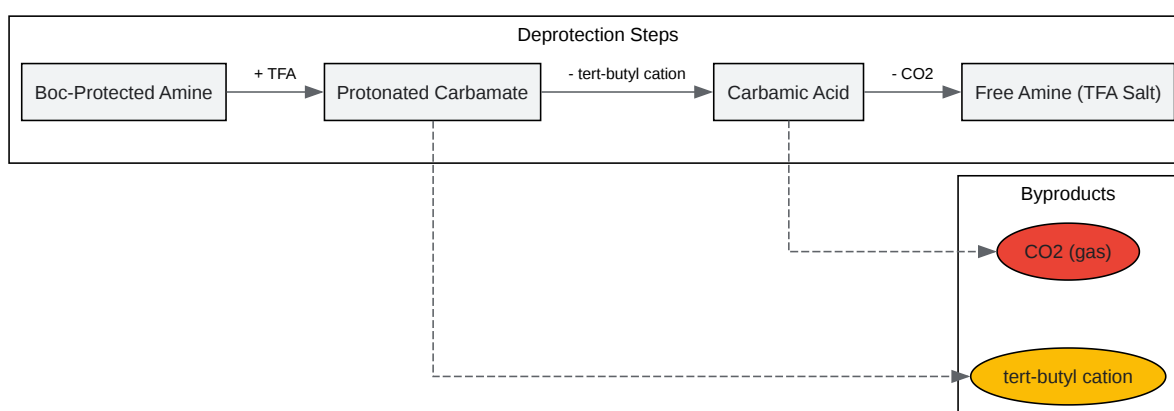 Deprotection Steps
Boc-Protected Amine
+ TFA
Protonated Carbamate
- tert-butyl cation
Carbamic Acid
- CO2
Free Amine (TFA Salt)
Byproducts
CO2 (gas)
tert-butyl cation